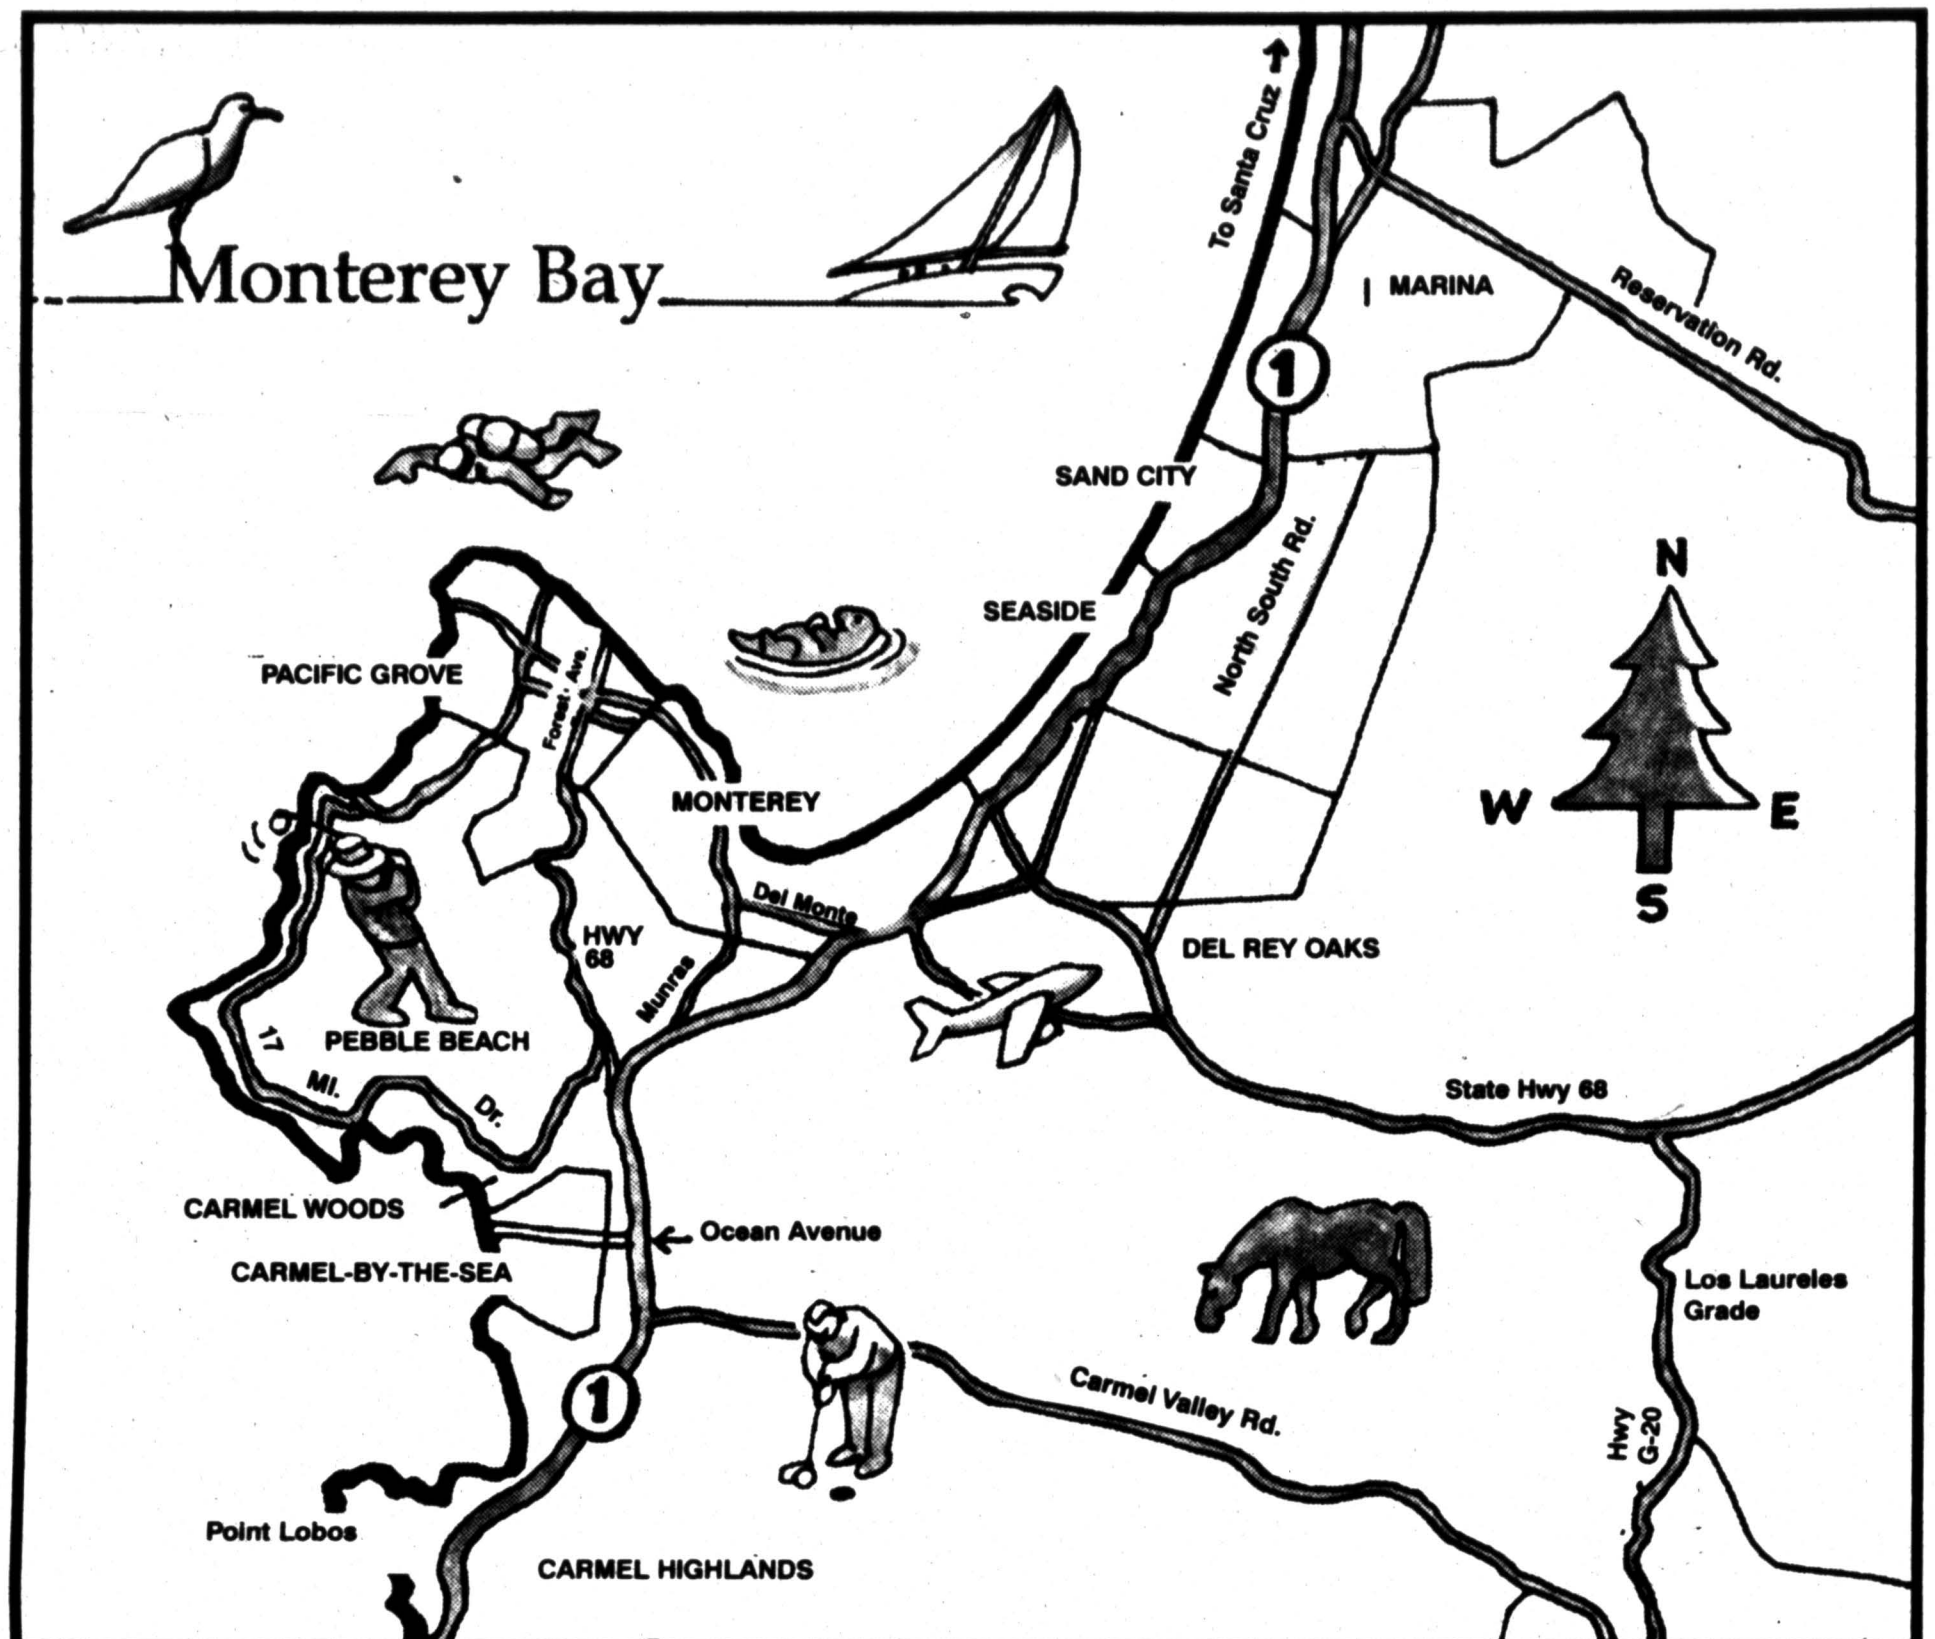 To Santa Cruz
Monterey Bay
MARINA
Reservation Rd.
1
SAND CITY
North South Rd.
N
SEASIDE
PACIFIC GROVE
Forest Ave.
MONTEREY
W
E
S
Del Monte
HWY
68
DEL REY OAKS
Munras
17
PEBBLE BEACH
Mi.
Dr.
State Hwy 68
CARMEL WOODS
Ocean Avenue
CARMEL-BY-THE-SEA
Los Laureles
Grade
1
Carmel Valley Rd.
Hwy
G-20
Point Lobos
CARMEL HIGHLANDS